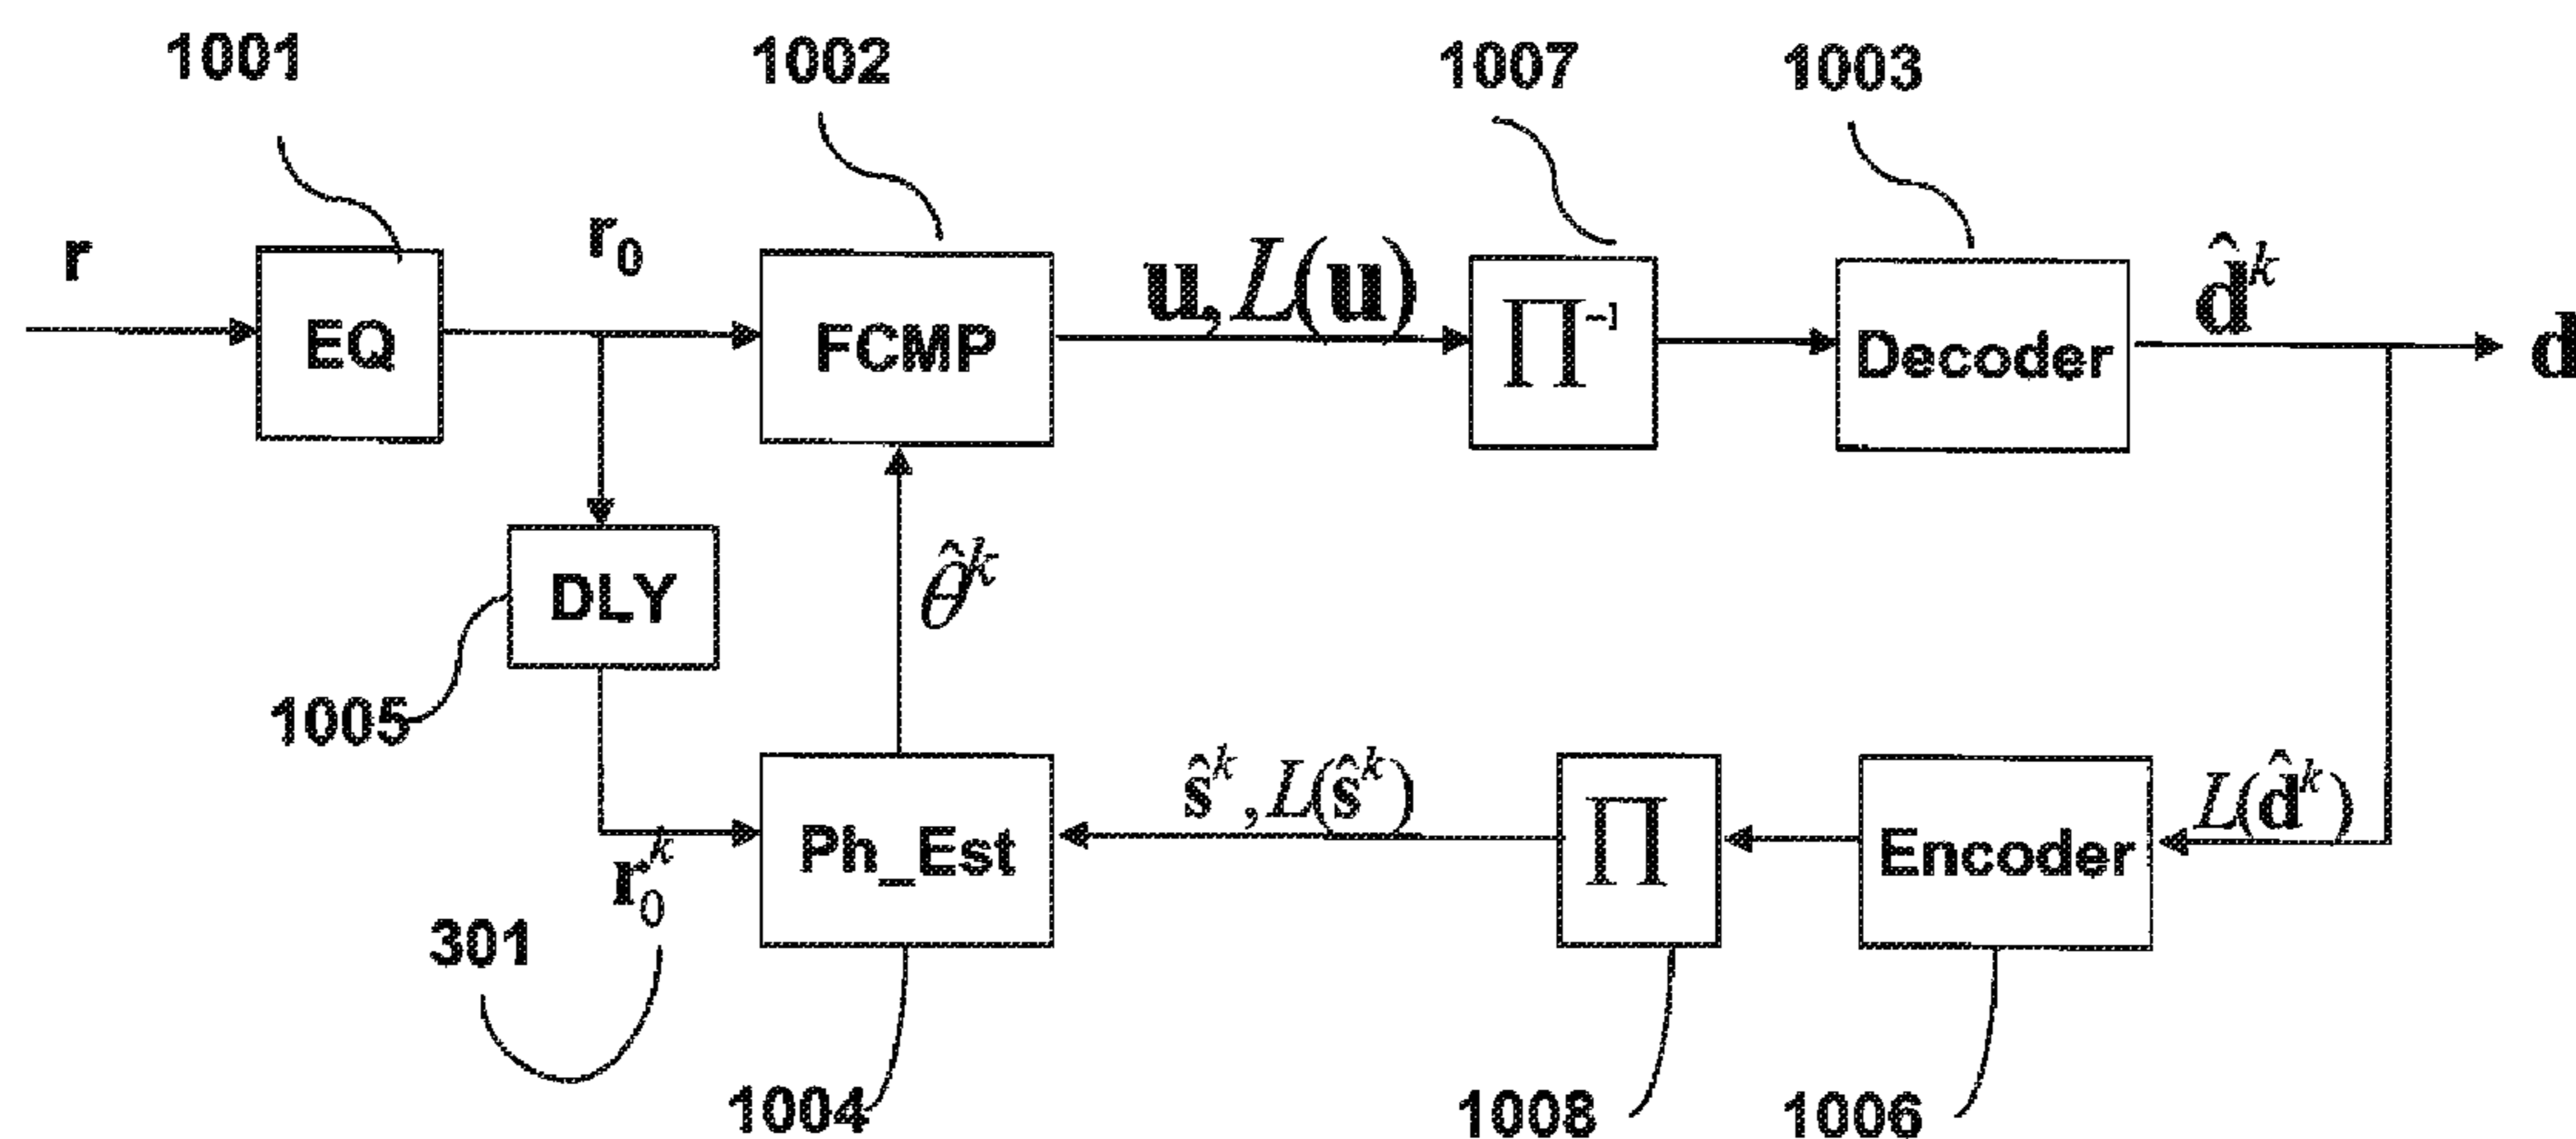 1001
1002
1007
1003
r
EQ
r₀
FCMP
u, L(u)
∏⁻¹
Decoder
d̂ᵏ
d
DLY
θ̂ᵏ
1005
r₀ᵏ
301
Ph_Est
ŝᵏ, L(ŝᵏ)
∏
Encoder
L(d̂ᵏ)
1004
1008
1006